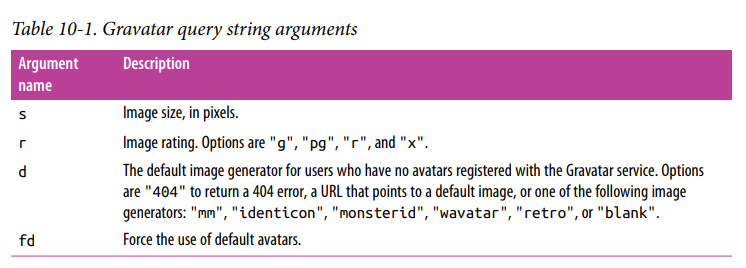 Table 10-1. Gravatar query string arguments
Argument name Description
s Image size, in pixels.
r Image rating. Options are "g", "pg", "r", and "x".
d The default image generator for users who have no avatars registered with the Gravatar service. Options
are "404" to return a 404 error, a URL that points to a default image, or one of the following image
generators: "mm", "identicon", "monsterid", "wavatar", "retro", or "blank".
fd Force the use of default avatars.